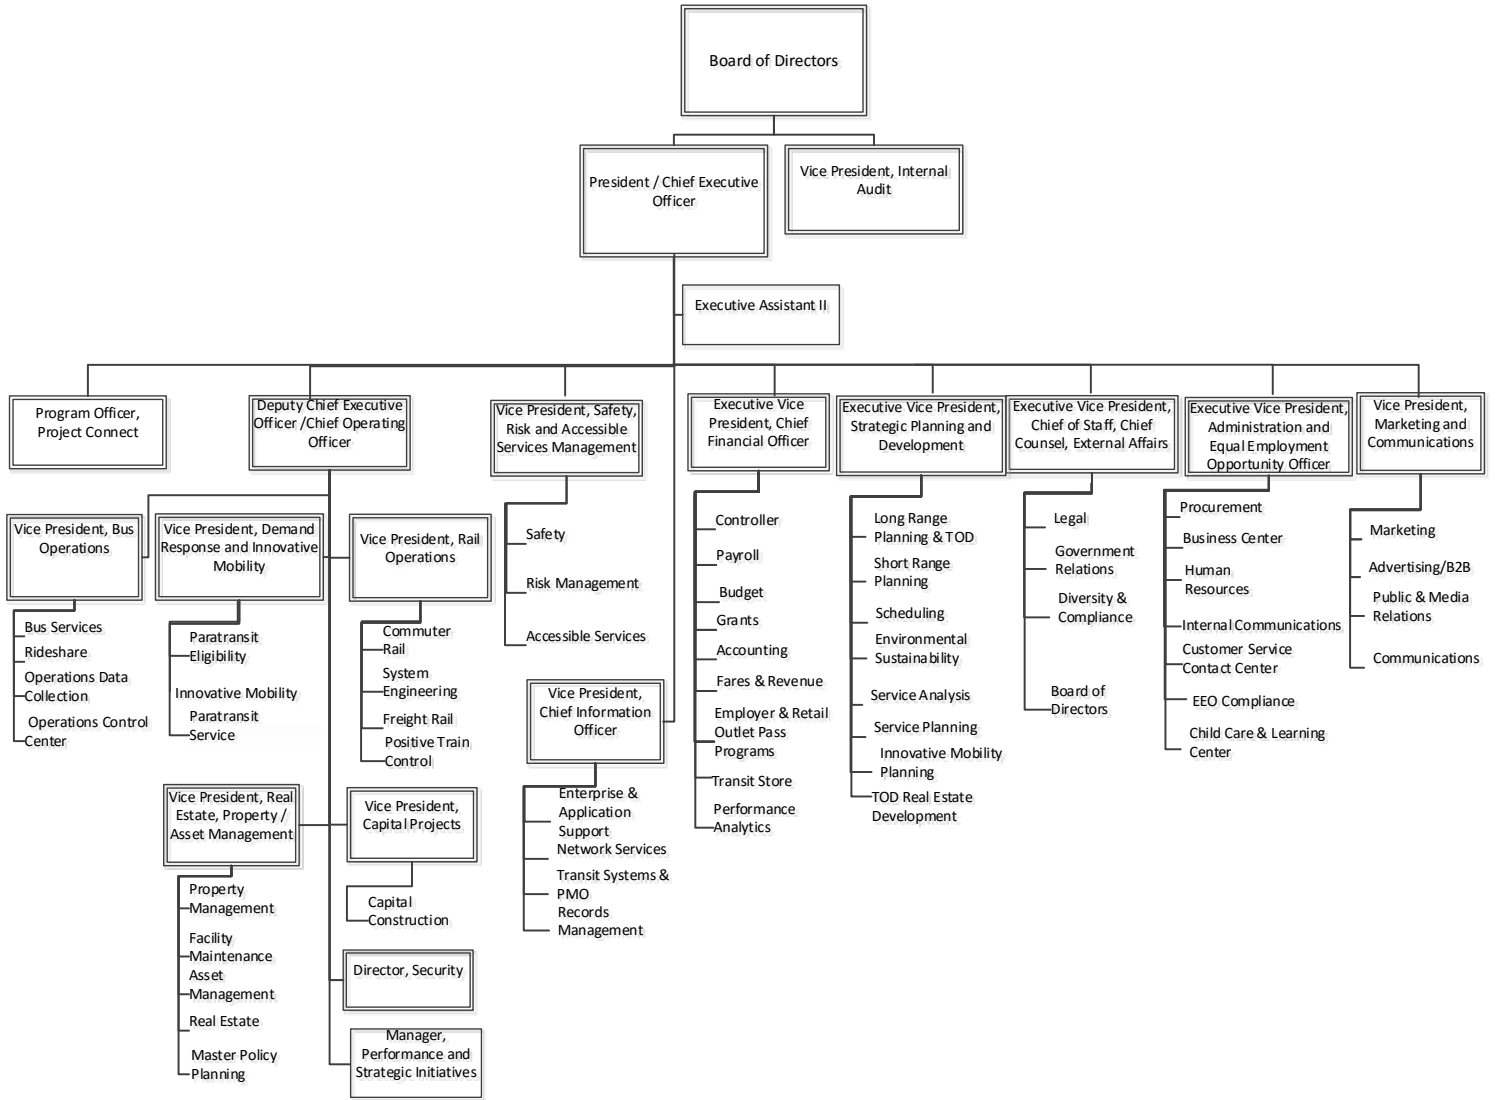 Board of Directors
President / Chief Executive
Officer
Vice President, Internal
Audit
Executive Assistant II
Program Officer,
Project Connect
Deputy Chief Executive
Officer /Chief Operating
Officer
Vice President, Safety,
Risk and Accessible
Services Management
Executive Vice
President, Chief
Financial Officer
Executive Vice President,
Strategic Planning and
Development
Executive Vice President,
Chief of Staff, Chief
Counsel, External Affairs
Executive Vice President,
Administration and
Equal Employment
Opportunity Officer
Vice President,
Marketing and
Communications
Vice President, Bus
Operations
Bus Services
Rideshare
Operations Data
Collection
Operations Control
Center
Vice President, Demand
Response and Innovative
Mobility
Paratransit
Eligibility
Innovative Mobility
Paratransit
Service
Vice President, Rail
Operations
Commuter
Rail
System
Engineering
Freight Rail
Positive Train
Control
Vice President, Real
Estate, Property /
Asset Management
Property
Management
Facility
Maintenance
Asset
Management
Real Estate
Master Policy
Planning
Vice President,
Capital Projects
Capital
Construction
Director, Security
Manager,
Performance and
Strategic Initiatives
Safety
Risk Management
Accessible Services
Vice President,
Chief Information
Officer
Enterprise &
Application
Support
Network Services
Transit Systems &
PMO
Records
Management
Controller
Payroll
Budget
Grants
Accounting
Fares & Revenue
Employer & Retail
Outlet Pass
Programs
Transit Store
Performance
Analytics
Long Range
Planning & TOD
Short Range
Planning
Scheduling
Environmental
Sustainability
Service Analysis
Service Planning
Innovative Mobility
Planning
TOD Real Estate
Development
Legal
Government
Relations
Diversity &
Compliance
Board of
Directors
Procurement
Business Center
Human
Resources
Internal Communications
Customer Service
Contact Center
EEO Compliance
Child Care & Learning
Center
Marketing
Advertising/B2B
Public & Media
Relations
Communications